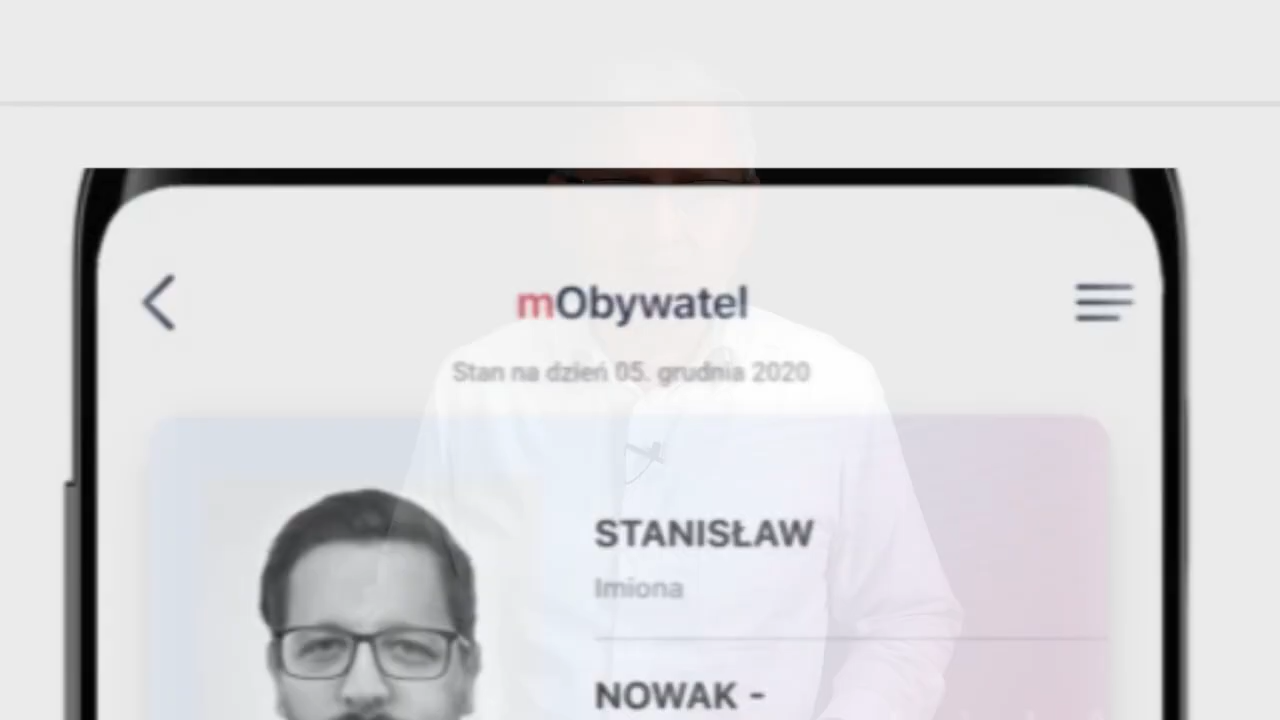 mObywatel
Stan na dzień 05. grudnia 2020
STANISŁAW
Imiona
NOWAK -